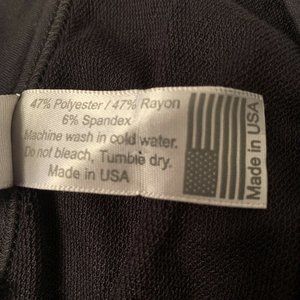 47% Polyester / 47% Rayon
6% Spandex
Machine wash in cold water.
Do not bleach, Tumble dry.
Made in USA
Made in USA